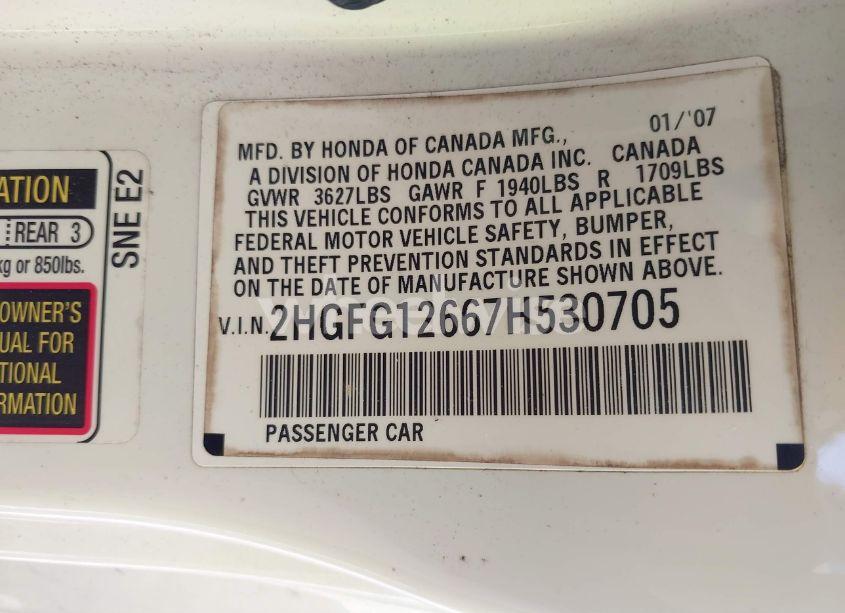 ATION
REAR 3
kg or 850lbs.
OWNER'S
UAL FOR
TIONAL
RMATION
SNE E2
MFD. BY HONDA OF CANADA MFG., 01/'07
A DIVISION OF HONDA CANADA INC. CANADA
GVWR 3627LBS GAWR F 1940LBS R 1709LBS
THIS VEHICLE CONFORMS TO ALL APPLICABLE
FEDERAL MOTOR VEHICLE SAFETY, BUMPER,
AND THEFT PREVENTION STANDARDS IN EFFECT
ON THE DATE OF MANUFACTURE SHOWN ABOVE.
V.I.N. 2HGFG12667H530705
PASSENGER CAR